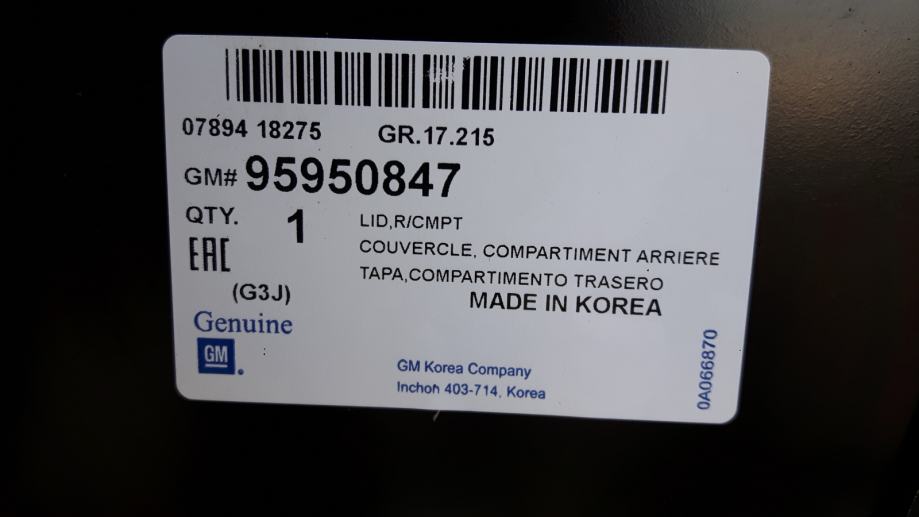 07894 18275 GR.17.215
GM# 95950847
QTY. 1 LID,R/CMPT
COUVERCLE, COMPARTIMENT ARRIERE
EAC TAPA,COMPARTIMENTO TRASERO
(G3J) MADE IN KOREA
Genuine
GM
GM Korea Company
Inchoh 403-714, Korea
0A066870